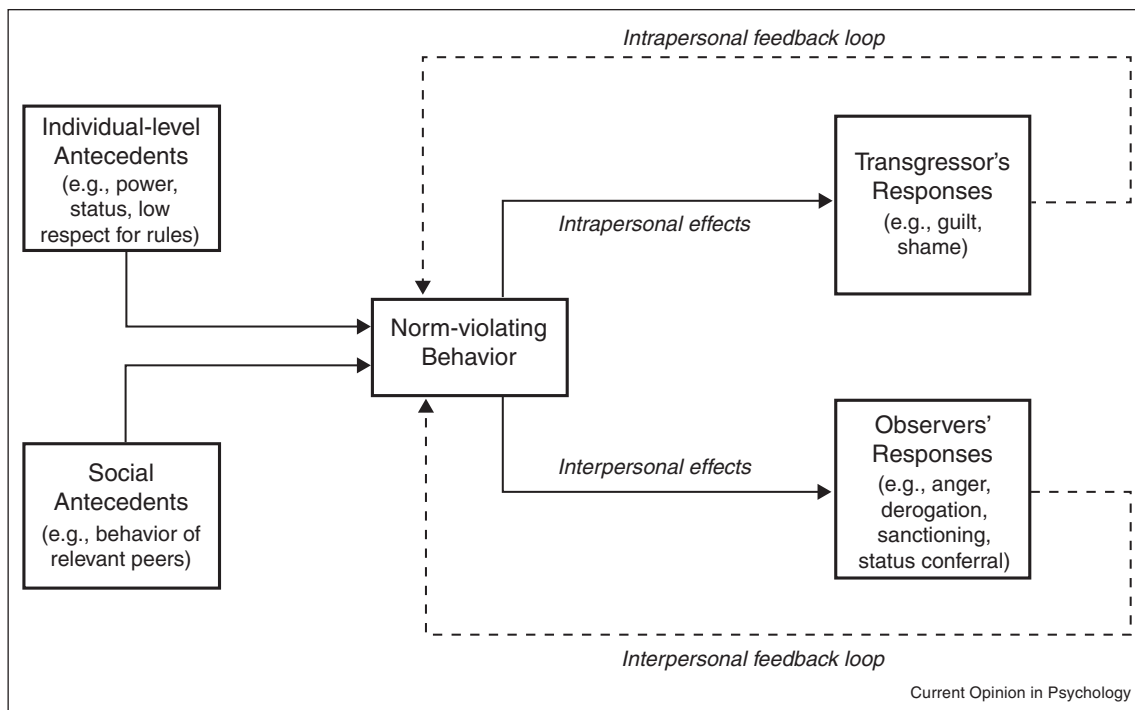 Intrapersonal feedback loop
Individual-level
Antecedents
(e.g., power,
status, low
respect for rules)
Transgressor’s
Responses
(e.g., guilt,
shame)
Intrapersonal effects
Norm-violating
Behavior
Social
Antecedents
(e.g., behavior of
relevant peers)
Interpersonal effects
Observers’
Responses
(e.g., anger,
derogation,
sanctioning,
status conferral)
Interpersonal feedback loop
Current Opinion in Psychology